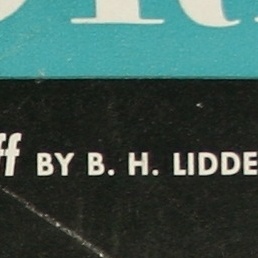 ff BY B. H. LIDDE